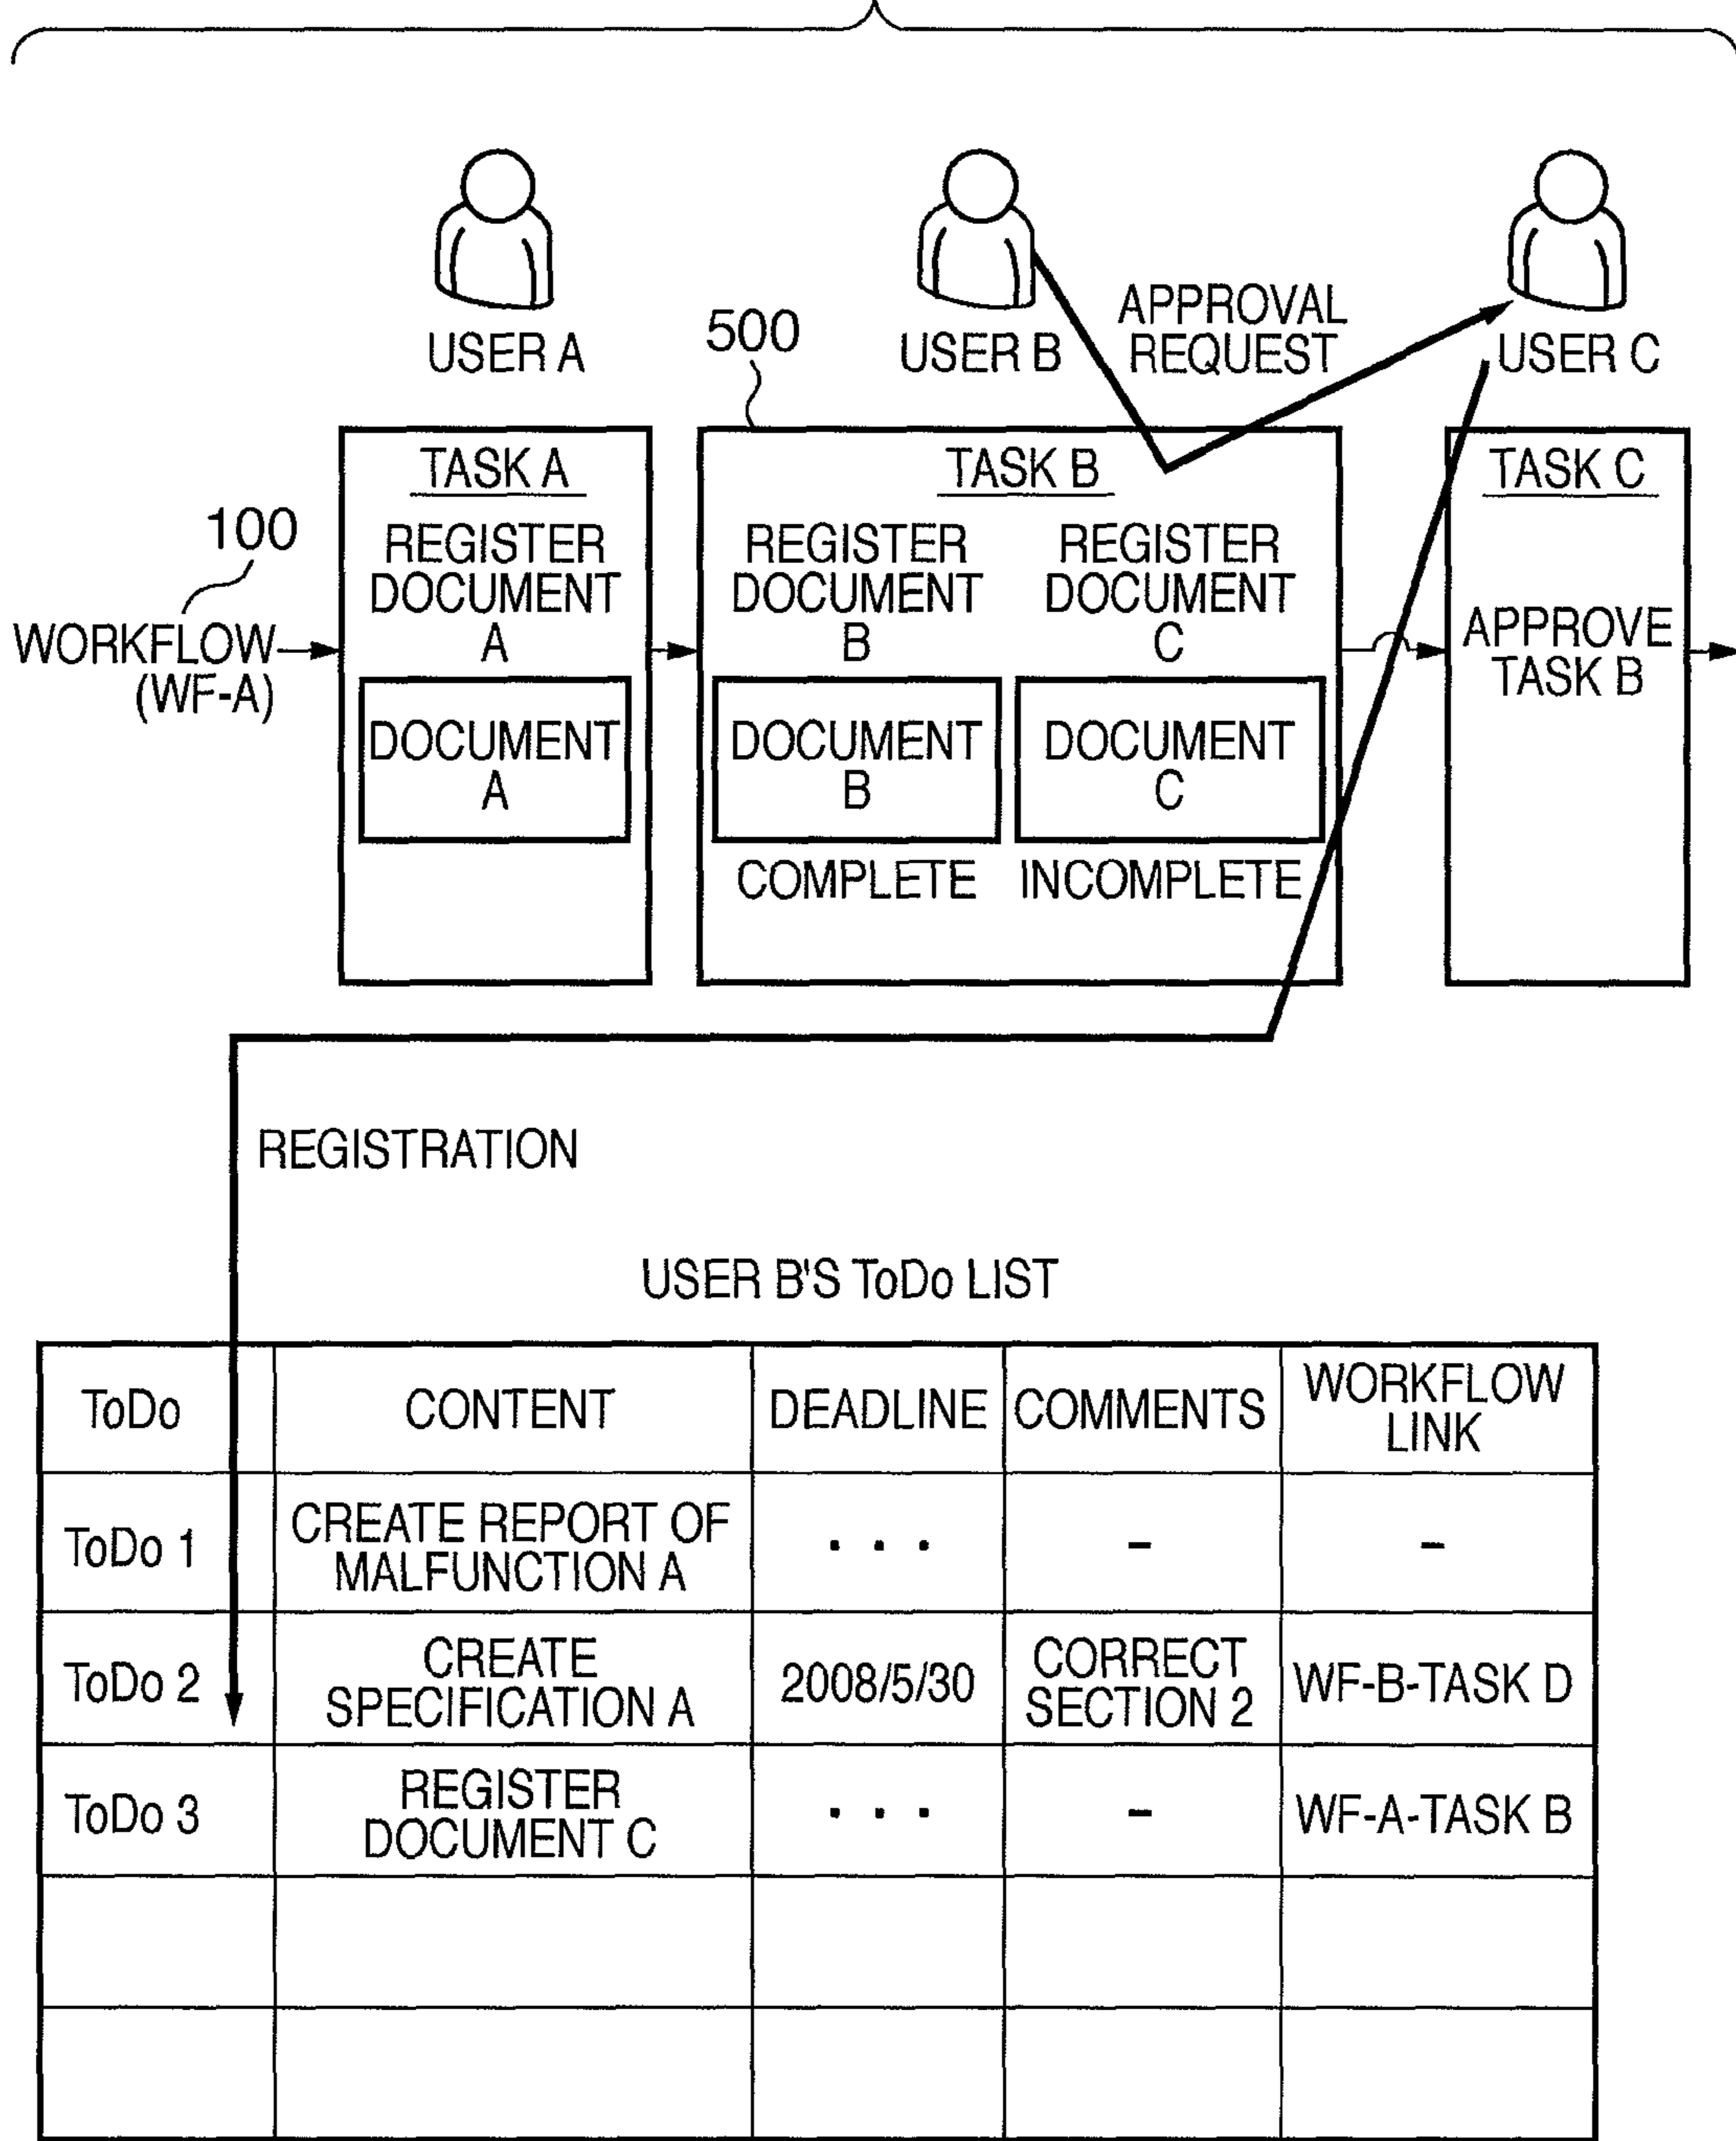 USER A
500
USER B
APPROVAL
REQUEST
USER C
100
WORKFLOW
(WF-A)
TASK A
REGISTER
DOCUMENT
A
DOCUMENT
A
TASK B
REGISTER
DOCUMENT
B
DOCUMENT
B
COMPLETE
REGISTER
DOCUMENT
C
DOCUMENT
C
INCOMPLETE
TASK C
APPROVE
TASK B
REGISTRATION
USER B'S ToDo LIST
ToDo
CONTENT
DEADLINE
COMMENTS
WORKFLOW
LINK
ToDo 1
CREATE REPORT OF
MALFUNCTION A
. . .
-
-
ToDo 2
CREATE
SPECIFICATION A
2008/5/30
CORRECT
SECTION 2
WF-B-TASK D
ToDo 3
REGISTER
DOCUMENT C
. . .
-
WF-A-TASK B